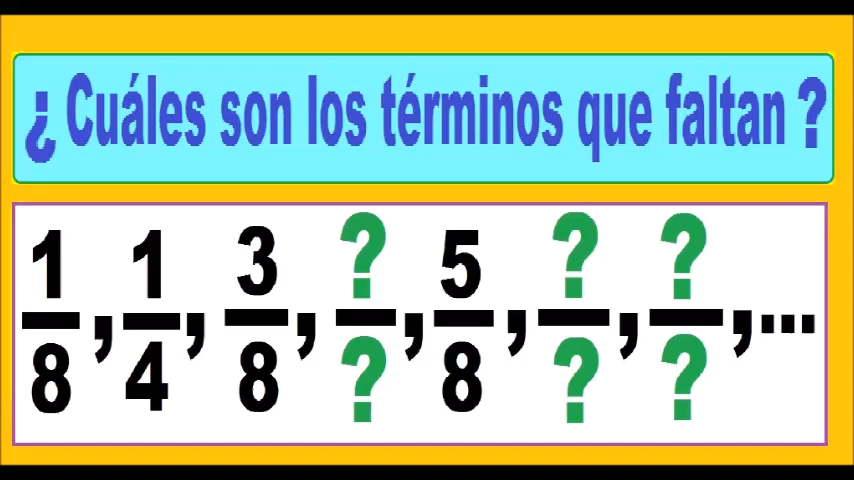 ¿ Cuáles son los términos que faltan ?
1/8 , 1/4 , 3/8 , ?/? , 5/8 , ?/? , ?/? ,...